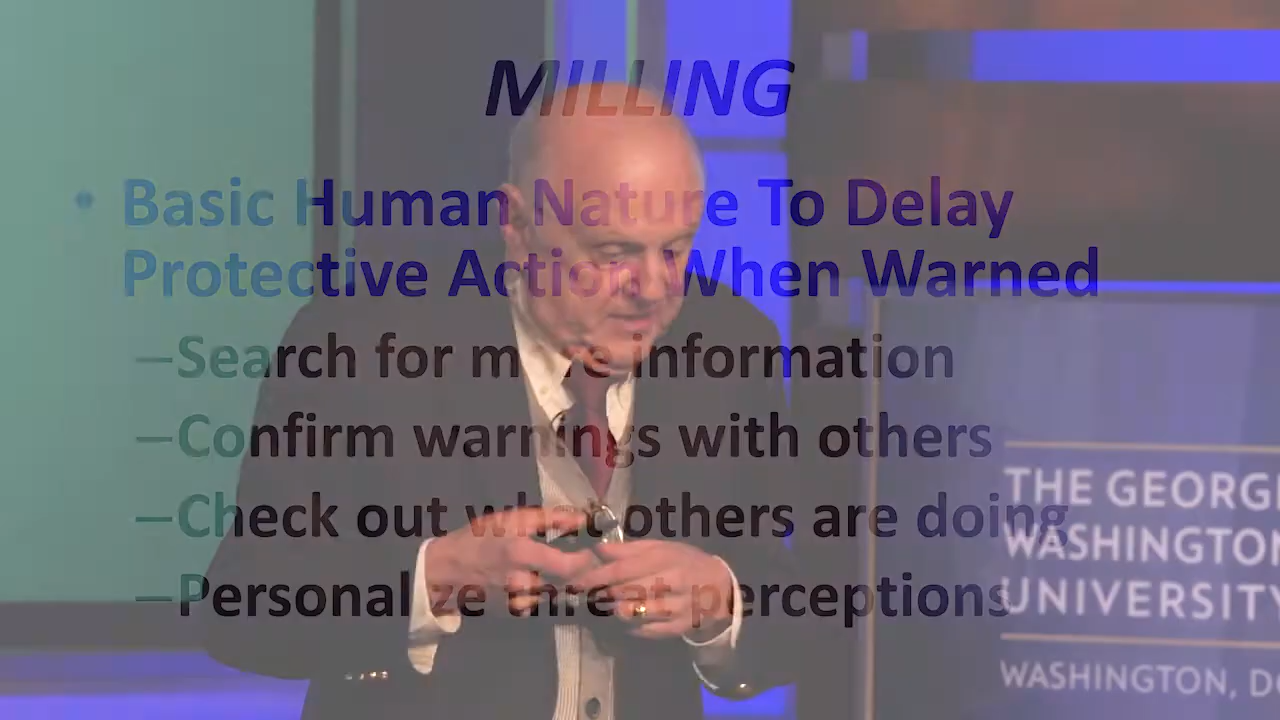 MILLING
• Basic Human Nature To Delay
Protective Action When Warned
–Search for more information
–Confirm warnings with others
–Check out what others are doing
–Personalize threat perceptions
THE GEORG
WASHINGTON
UNIVERSITY
WASHINGTON, D